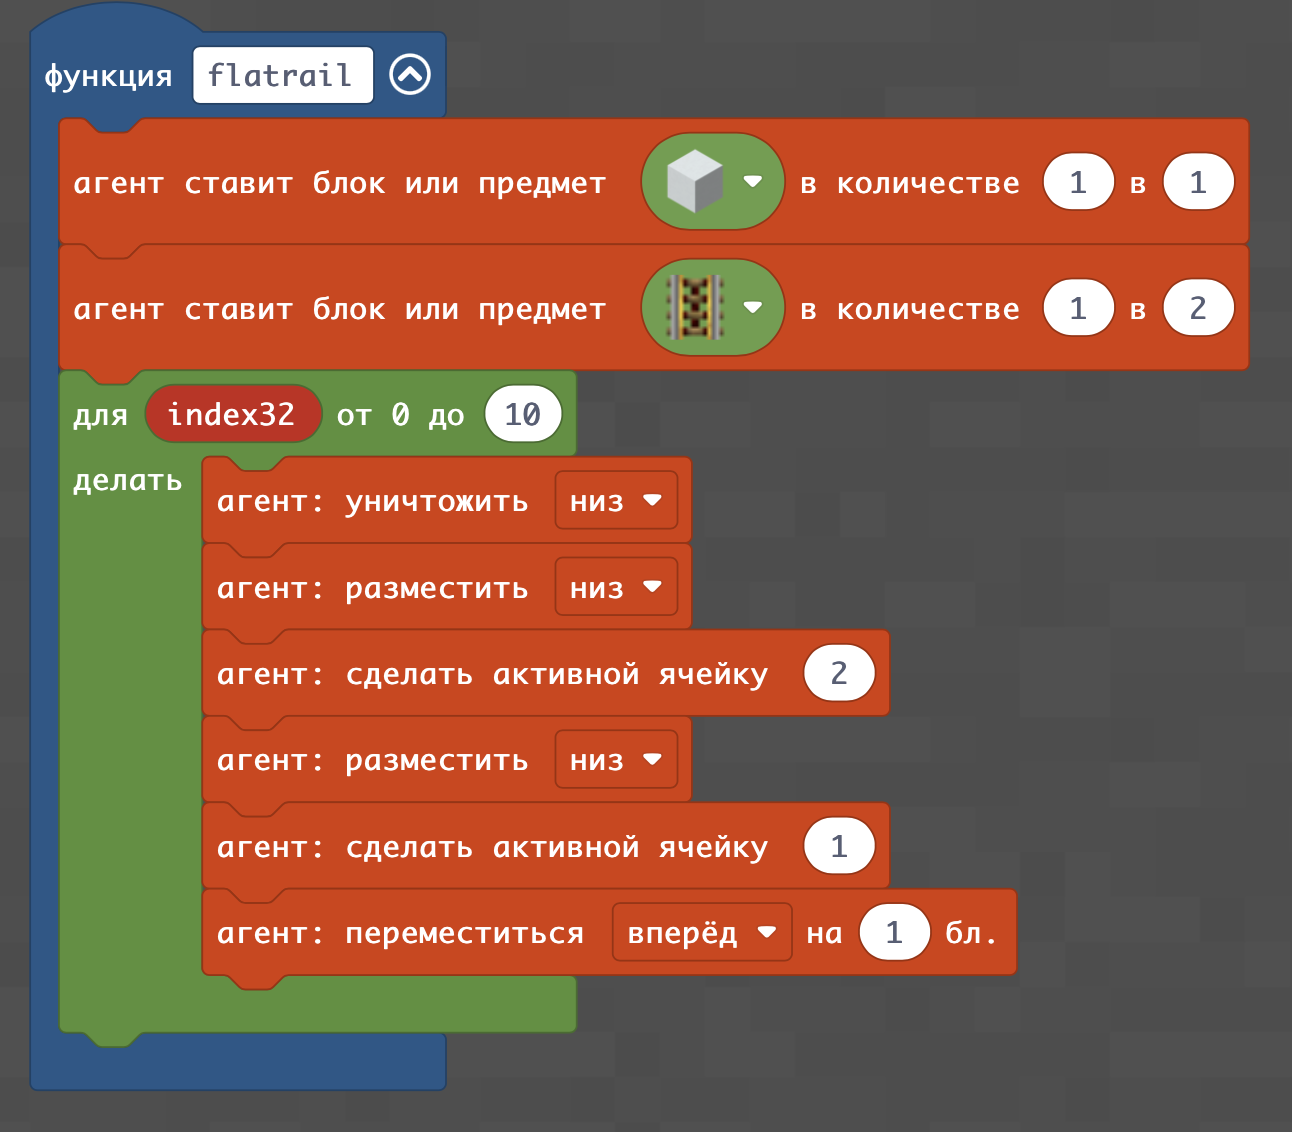 функция flatrail
агент ставит блок или предмет в количестве 1 в 1
агент ставит блок или предмет в количестве 1 в 2
для index32 от 0 до 10
делать
агент: уничтожить низ
агент: разместить низ
агент: сделать активной ячейку 2
агент: разместить низ
агент: сделать активной ячейку 1
агент: переместиться вперёд на 1 бл.